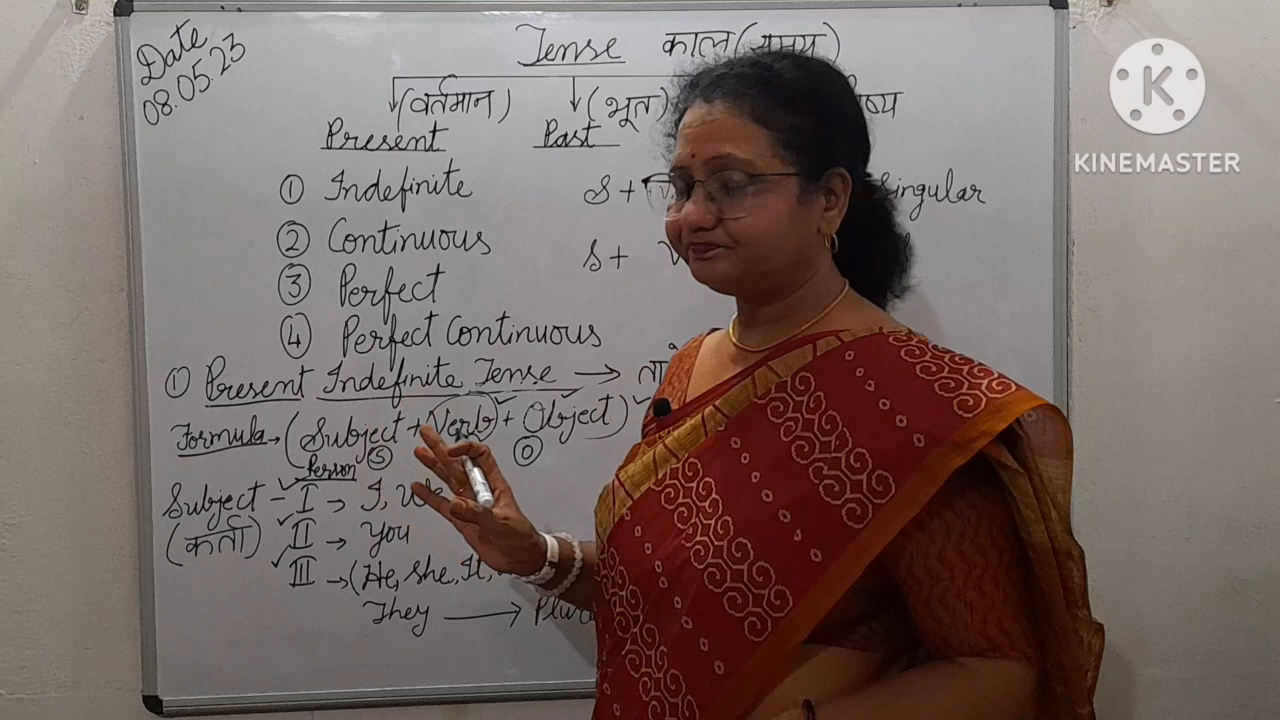 Date
08.05.23
Tense काल (समय)
(वर्तमान) (भूत)
Present Past
① Indefinite S + Singular
② Continuous S +
③ Perfect
④ Perfect Continuous
① Present Indefinite Tense →
Formula → (Subject + Verb + Object)
Person S O
Subject - I → I, We
(कर्ता) II → You
III → (He, She, It,
They →
KINEMASTER